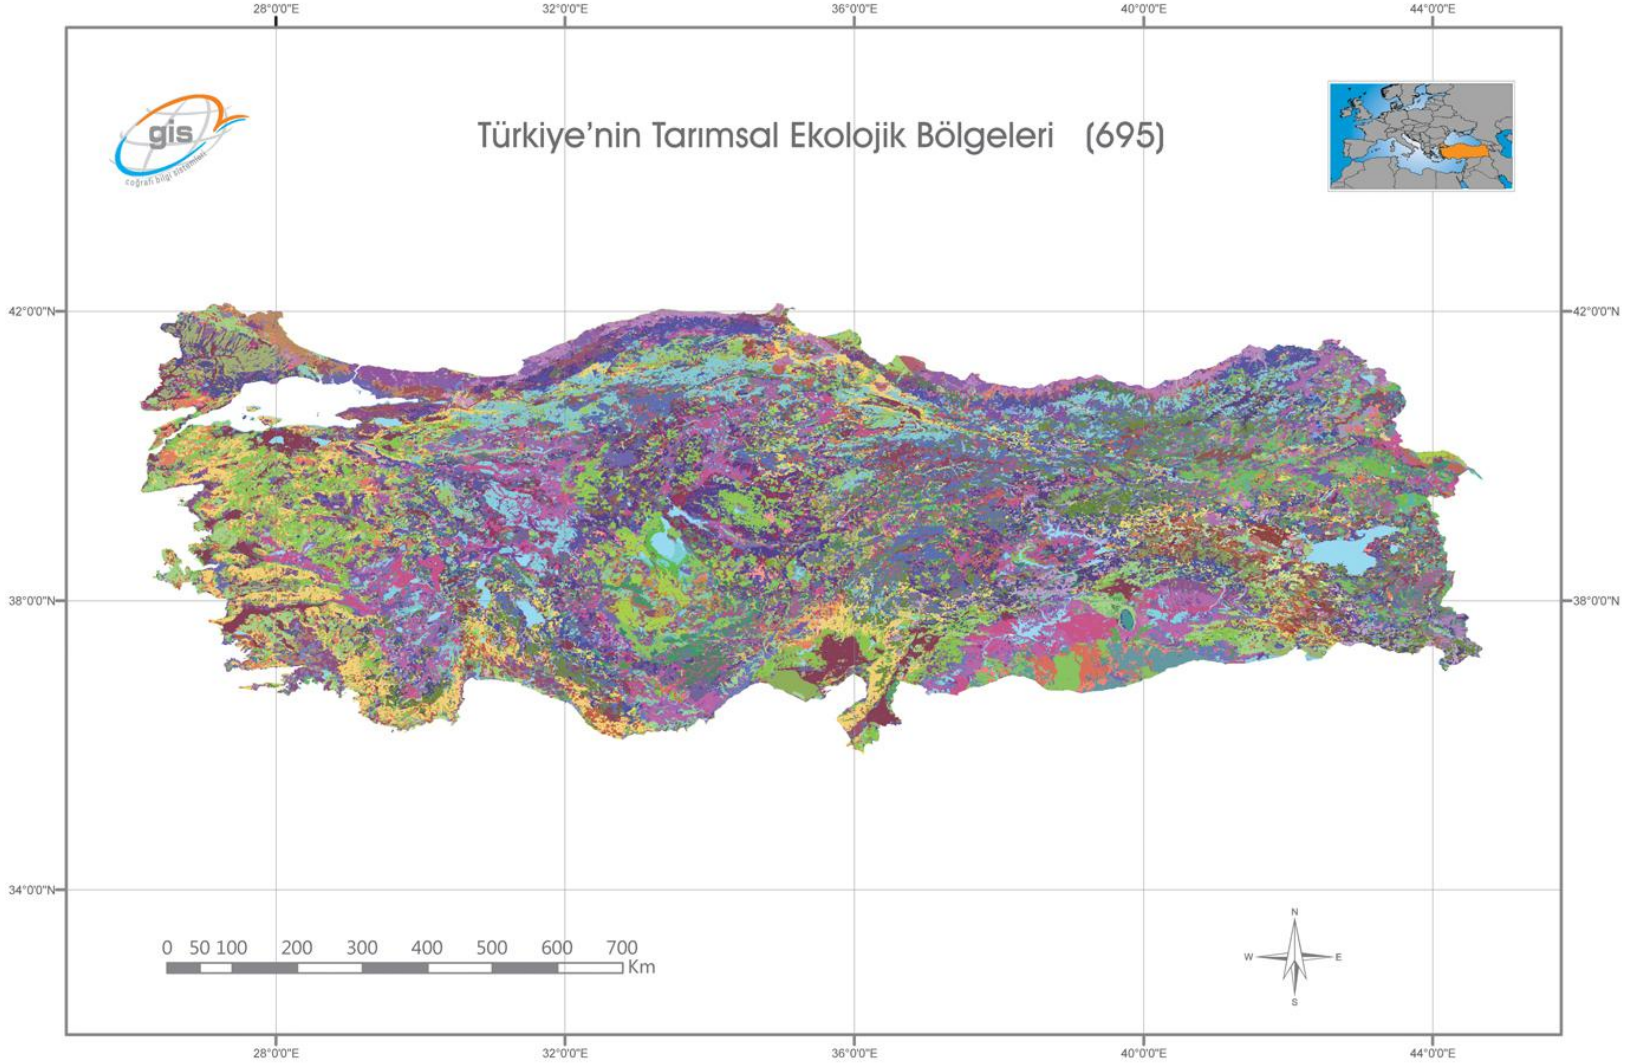 28°0'0"E 32°0'0"E 36°0'0"E 40°0'0"E 44°0'0"E
gis
coğrafi bilgi sistemleri
Türkiye'nin Tarımsal Ekolojik Bölgeleri (695)
42°0'0"N 42°0'0"N
38°0'0"N 38°0'0"N
34°0'0"N
0 50 100 200 300 400 500 600 700
Km
N
W E
S
28°0'0"E 32°0'0"E 36°0'0"E 40°0'0"E 44°0'0"E